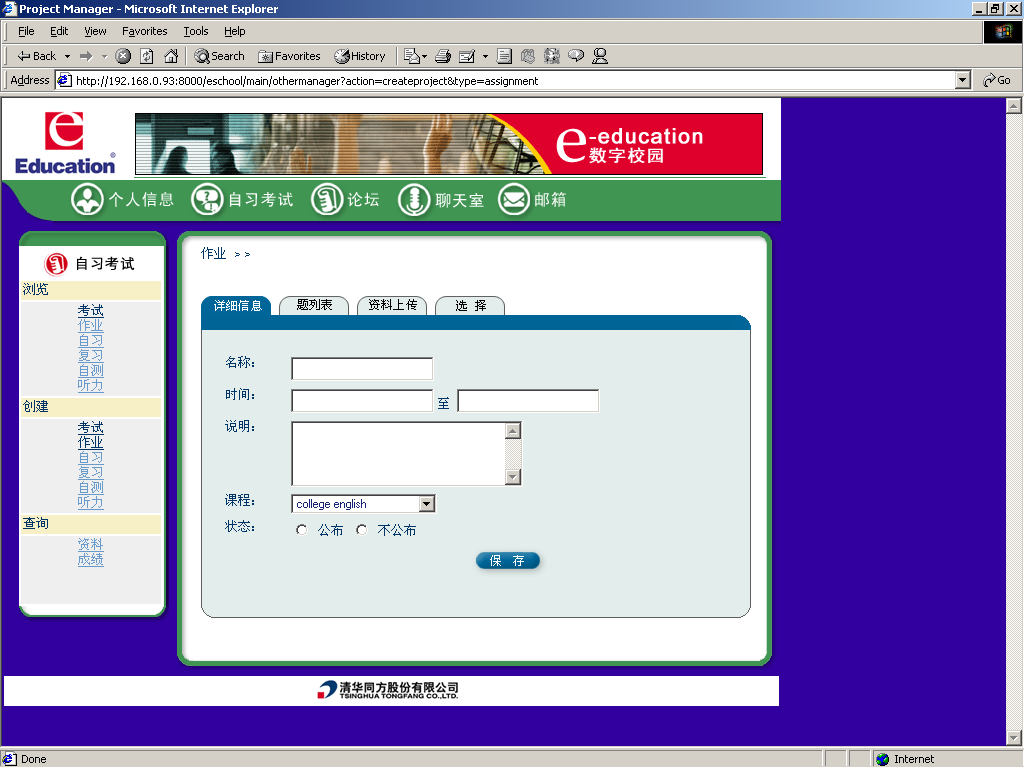 Project Manager - Microsoft Internet Explorer
File Edit View Favorites Tools Help
Back Search Favorites History
Address http://192.168.0.93:8000/eschool/main/othermanager?action=createproject&type=assignment Go
e
Education®
e-education
数字校园
个人信息 自习考试 论坛 聊天室 邮箱
自习考试
浏览
考试
作业
自习
复习
自测
听力
创建
考试
作业
自习
复习
自测
听力
查询
资料
成绩
作业 > >
详细信息 题列表 资料上传 选 择
名称：
时间： 至
说明：
课程： college english
状态： 公布 不公布
保 存
清华同方股份有限公司
TSINGHUA TONGFANG CO.,LTD.
Done Internet